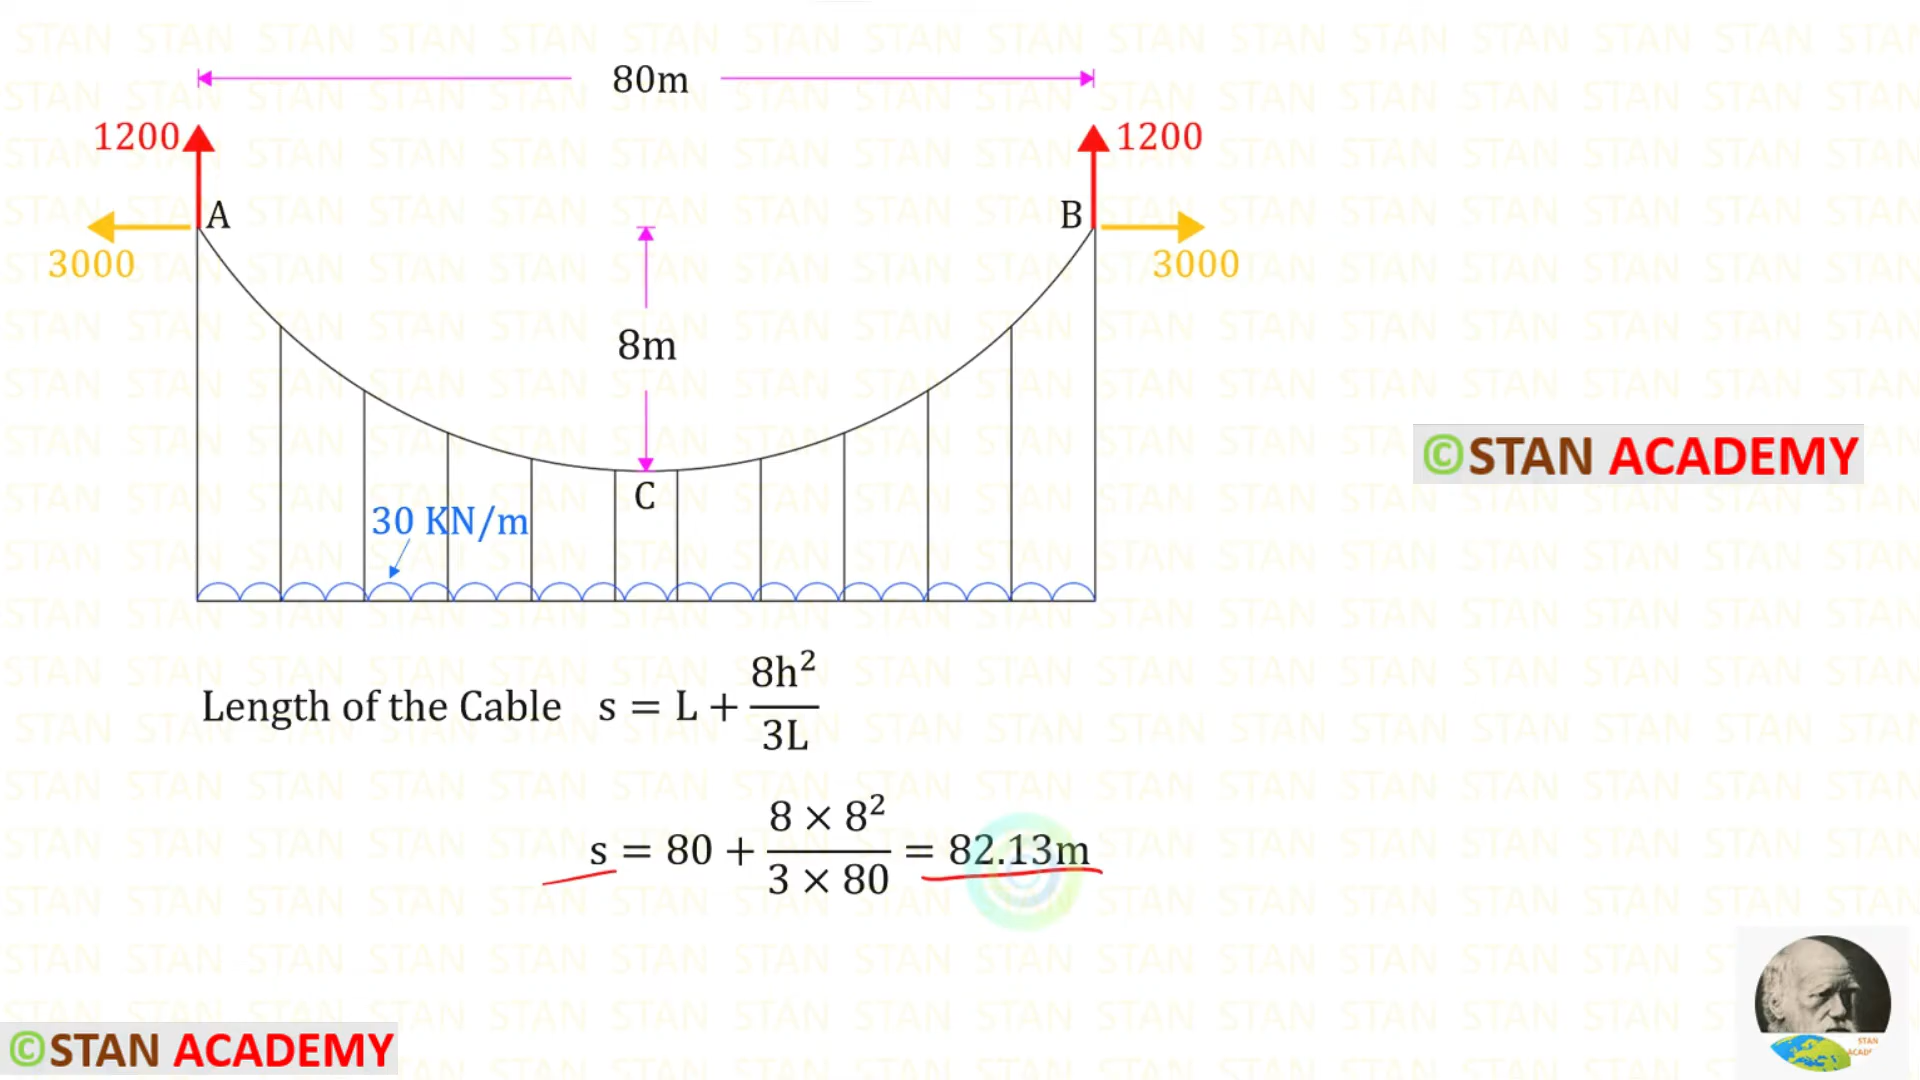 80m
1200
1200
A
B
3000
3000
8m
C
30 KN/m
Length of the Cable s = L + 8h² / 3L
s = 80 + 8 × 8² / 3 × 80 = 82.13m
©STAN ACADEMY
©STAN ACADEMY
STAN